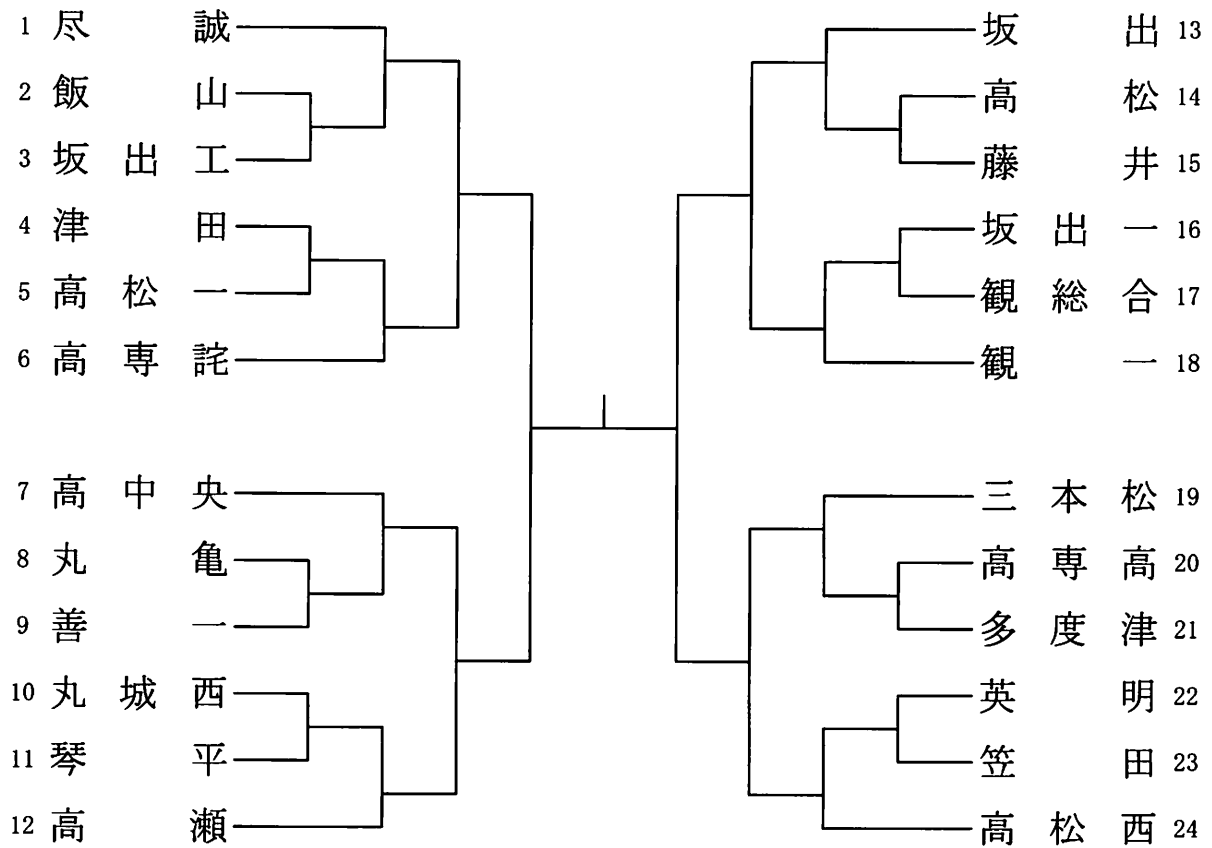 1 尽誠
2 飯山
3 坂出工
4 津田
5 高松一
6 高専詫
7 高中央
8 丸亀
9 善一
10 丸城西
11 琴平
12 高瀬
坂出 13
高松 14
藤井 15
坂出一 16
観総合 17
観一 18
三本松 19
高専高 20
多度津 21
英明 22
笠田 23
高松西 24